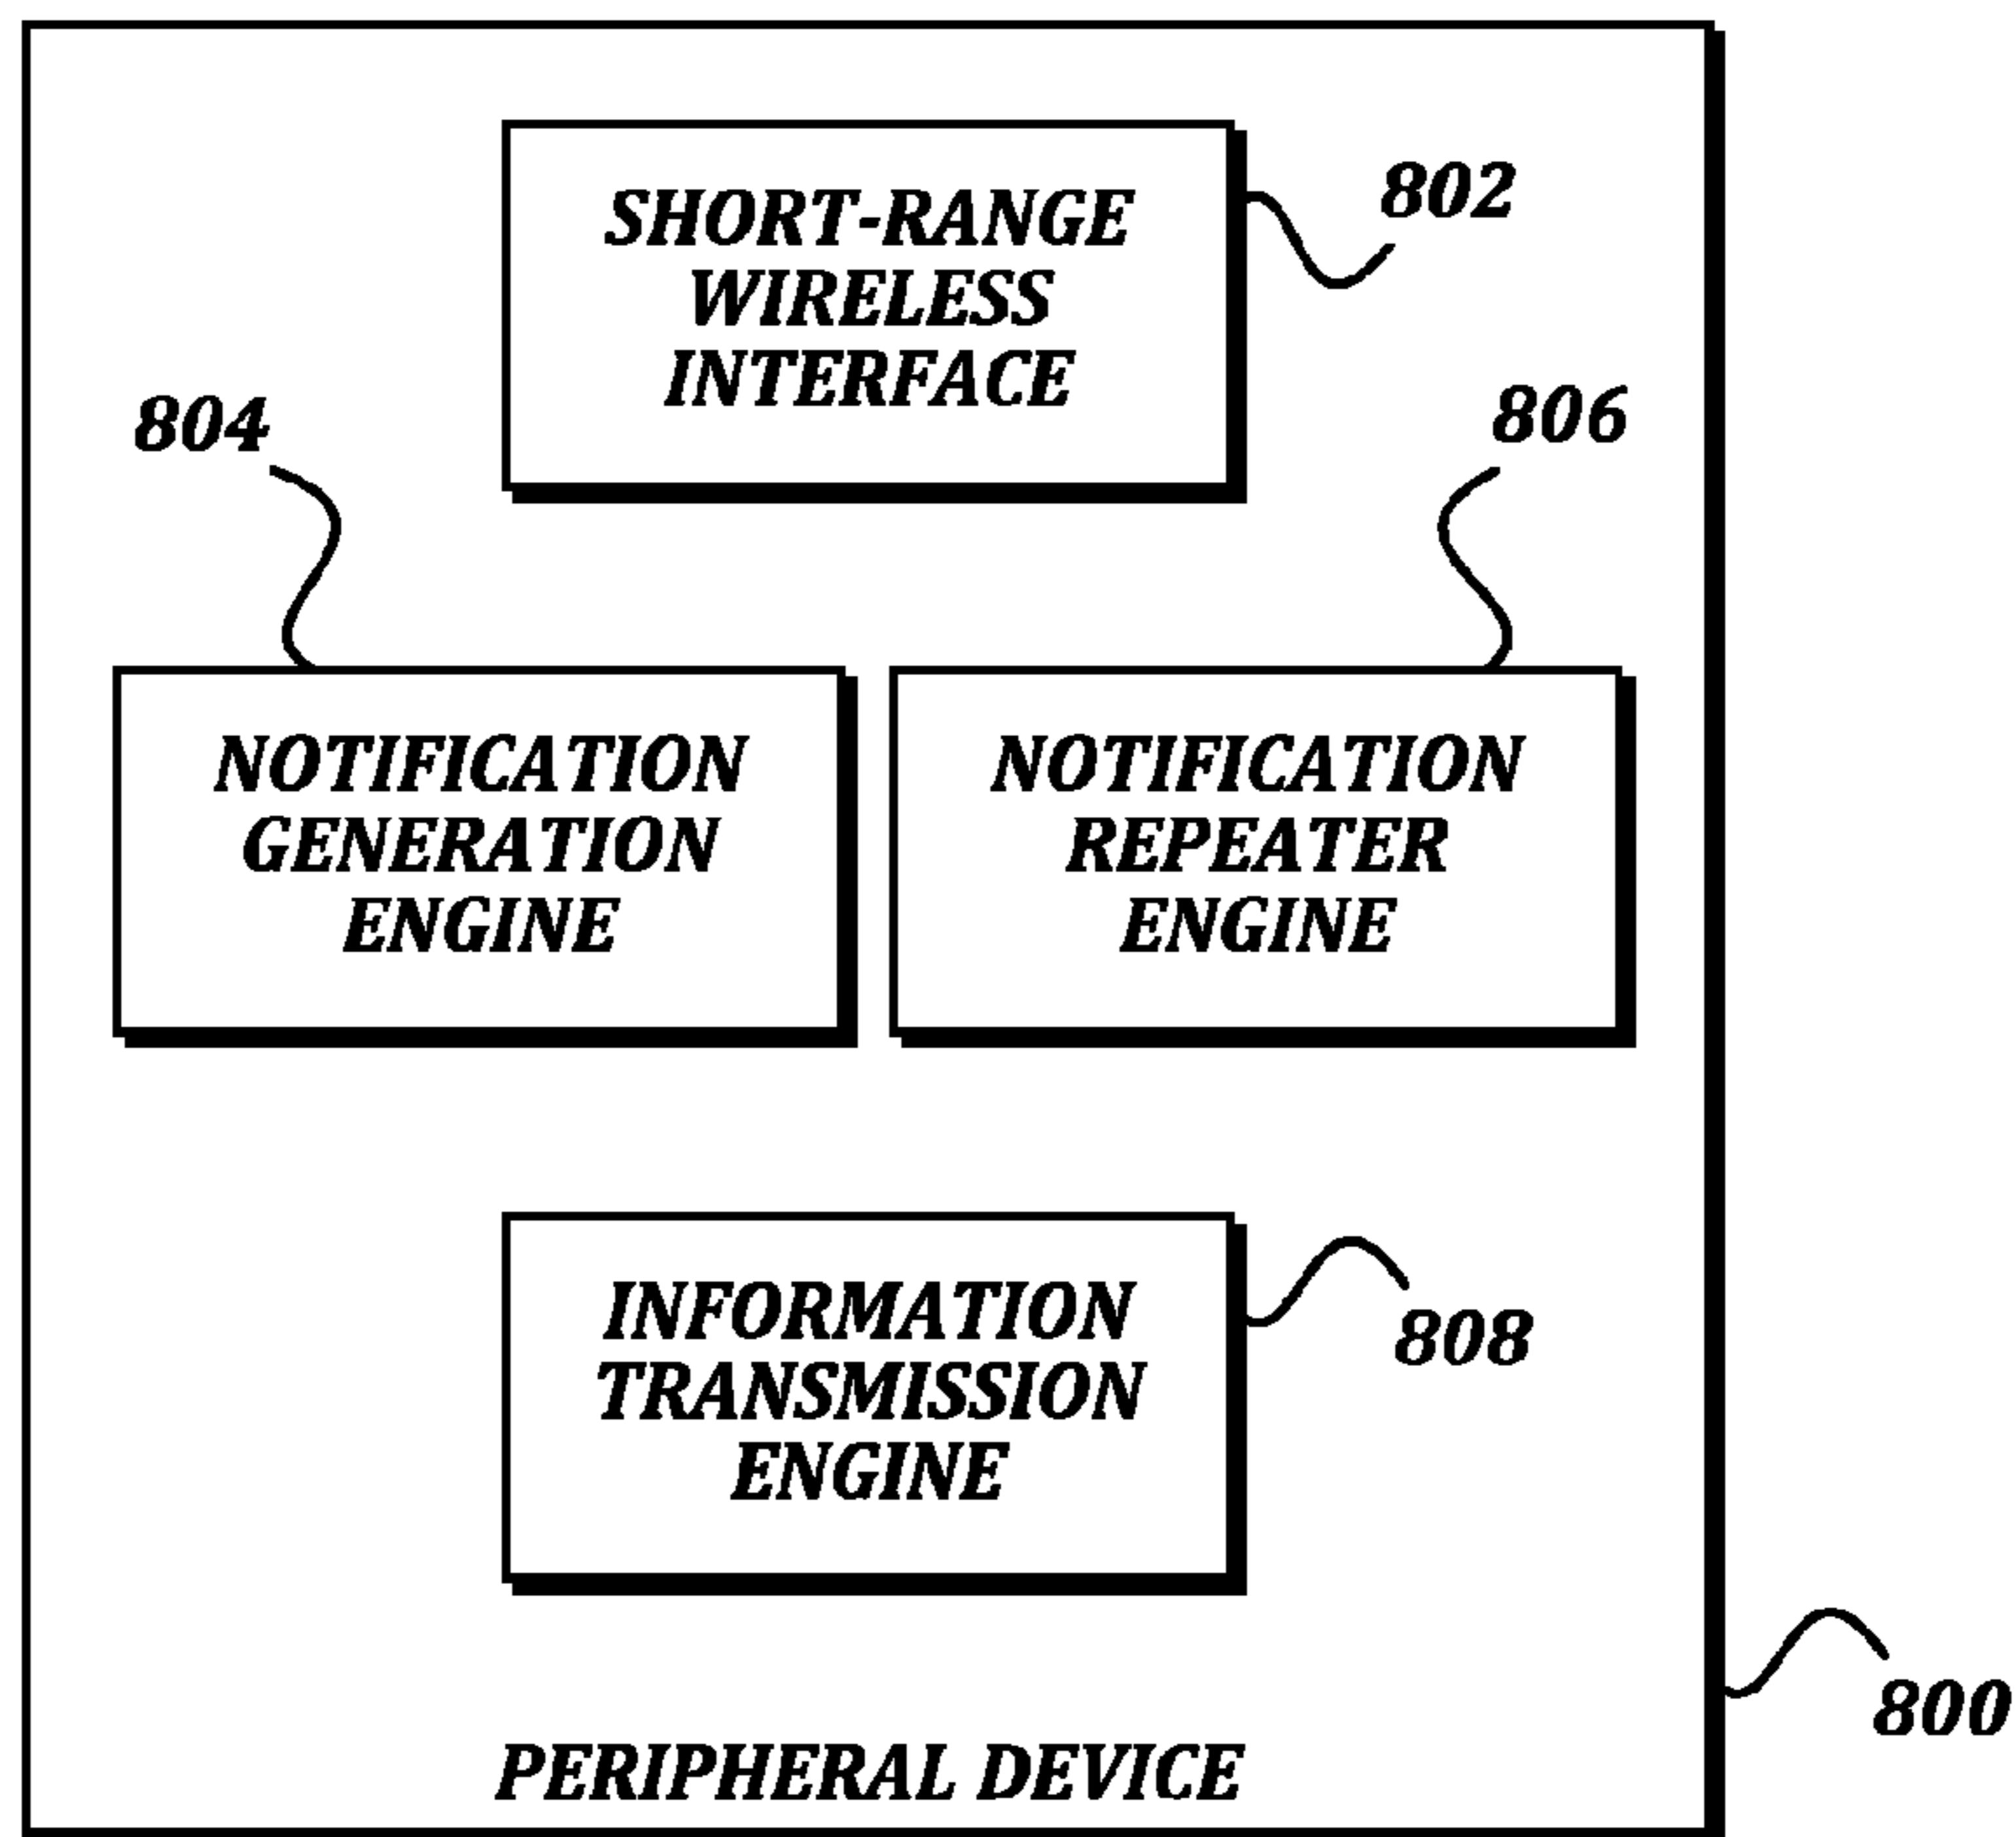 SHORT-RANGE
WIRELESS
INTERFACE
802
804
806
NOTIFICATION
GENERATION
ENGINE
NOTIFICATION
REPEATER
ENGINE
INFORMATION
TRANSMISSION
ENGINE
808
800
PERIPHERAL DEVICE